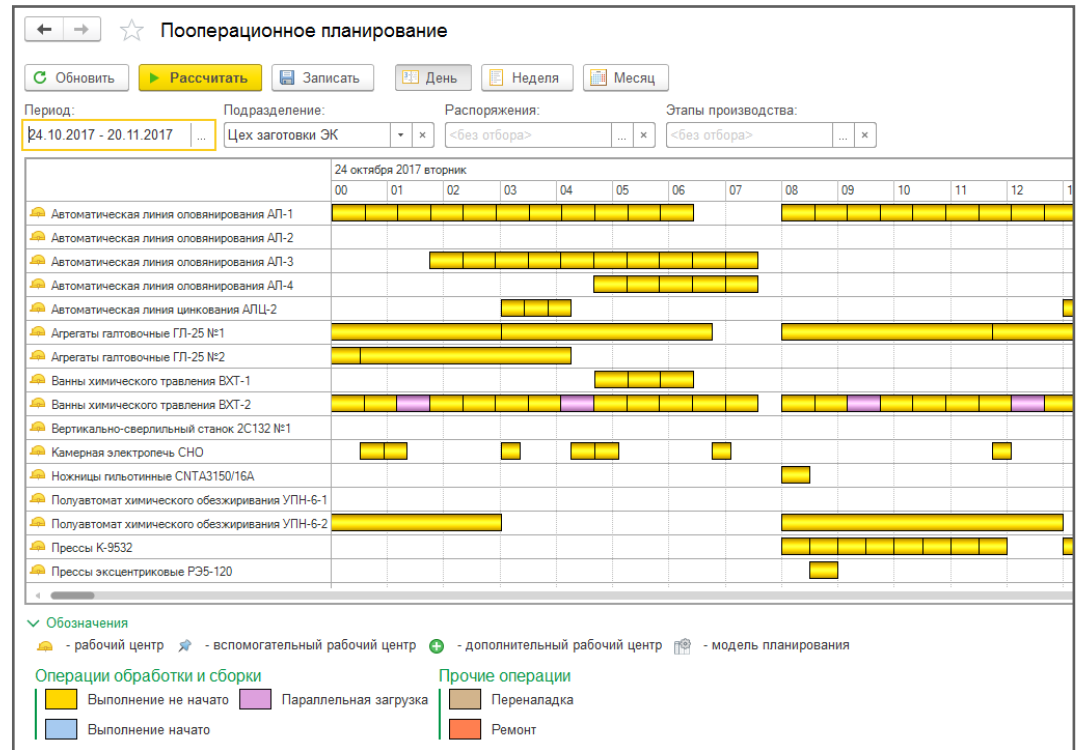 Пооперационное планирование
Обновить Рассчитать Записать День Неделя Месяц
Период: Подразделение: Распоряжения: Этапы производства:
24.10.2017 - 20.11.2017 ... Цех заготовки ЭК <без отбора> ... × <без отбора> ... ×
24 октября 2017 вторник
00 01 02 03 04 05 06 07 08 09 10 11 12 1
Автоматическая линия оловянирования АЛ-1
Автоматическая линия оловянирования АЛ-2
Автоматическая линия оловянирования АЛ-3
Автоматическая линия оловянирования АЛ-4
Автоматическая линия цинкования АЛЦ-2
Агрегаты галтовочные ГЛ-25 №1
Агрегаты галтовочные ГЛ-25 №2
Ванны химического травления ВХТ-1
Ванны химического травления ВХТ-2
Вертикально-сверлильный станок 2С132 №1
Камерная электропечь СНО
Ножницы гильотинные CNTA3150/16A
Полуавтомат химического обезжиривания УПН-6-1
Полуавтомат химического обезжиривания УПН-6-2
Прессы К-9532
Прессы эксцентриковые РЭ5-120
Обозначения
- рабочий центр - вспомогательный рабочий центр - дополнительный рабочий центр - модель планирования
Операции обработки и сборки Прочие операции
Выполнение не начато Параллельная загрузка Переналадка
Выполнение начато Ремонт